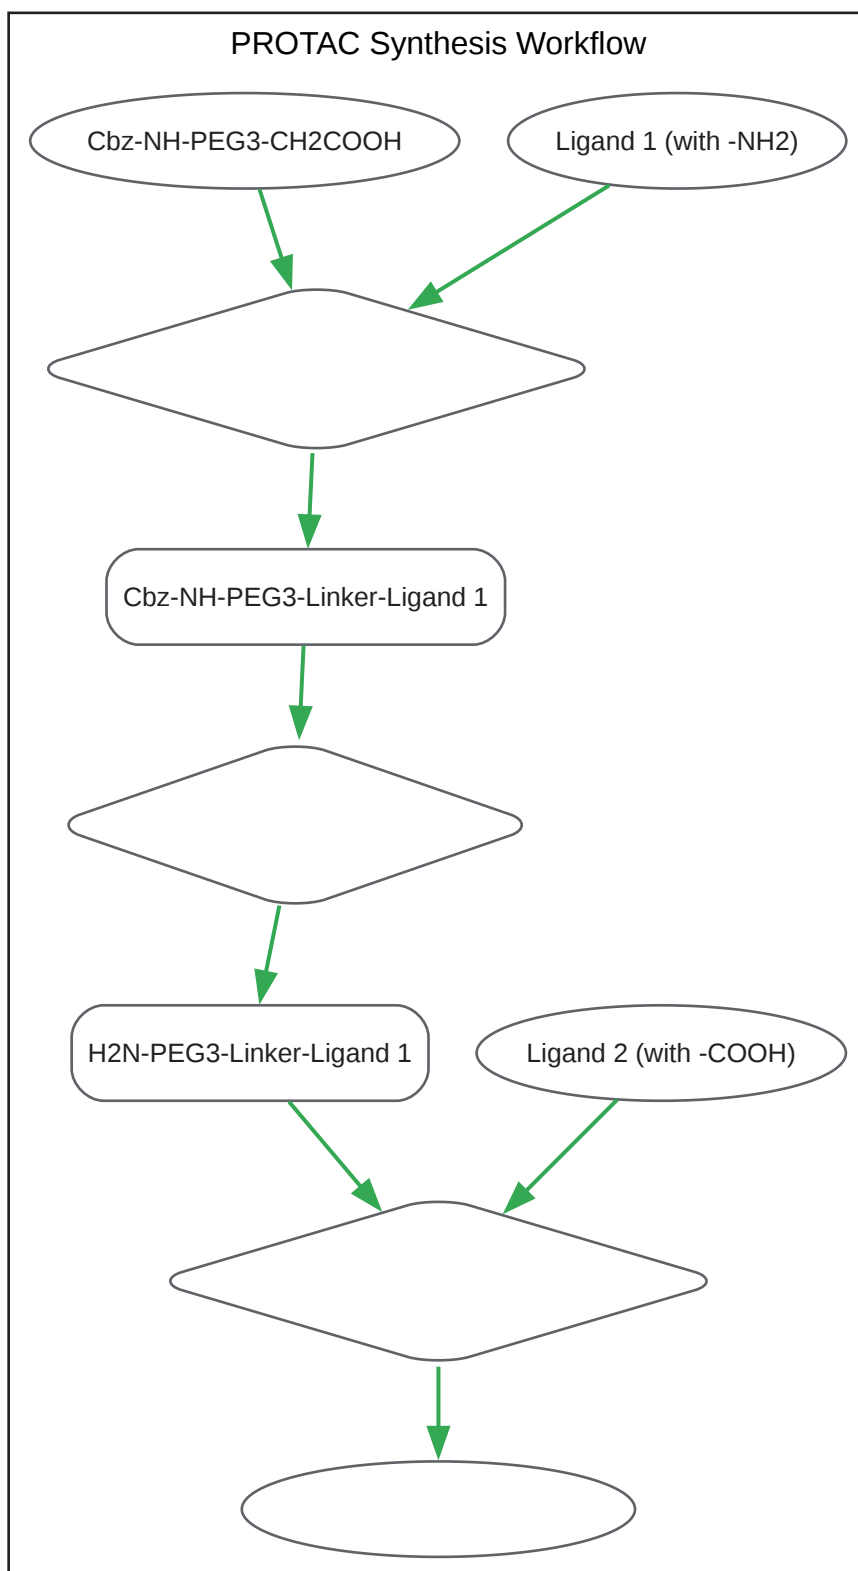 PROTAC Synthesis Workflow
Cbz-NH-PEG3-CH2COOH
Ligand 1 (with -NH2)
Cbz-NH-PEG3-Linker-Ligand 1
H2N-PEG3-Linker-Ligand 1
Ligand 2 (with -COOH)